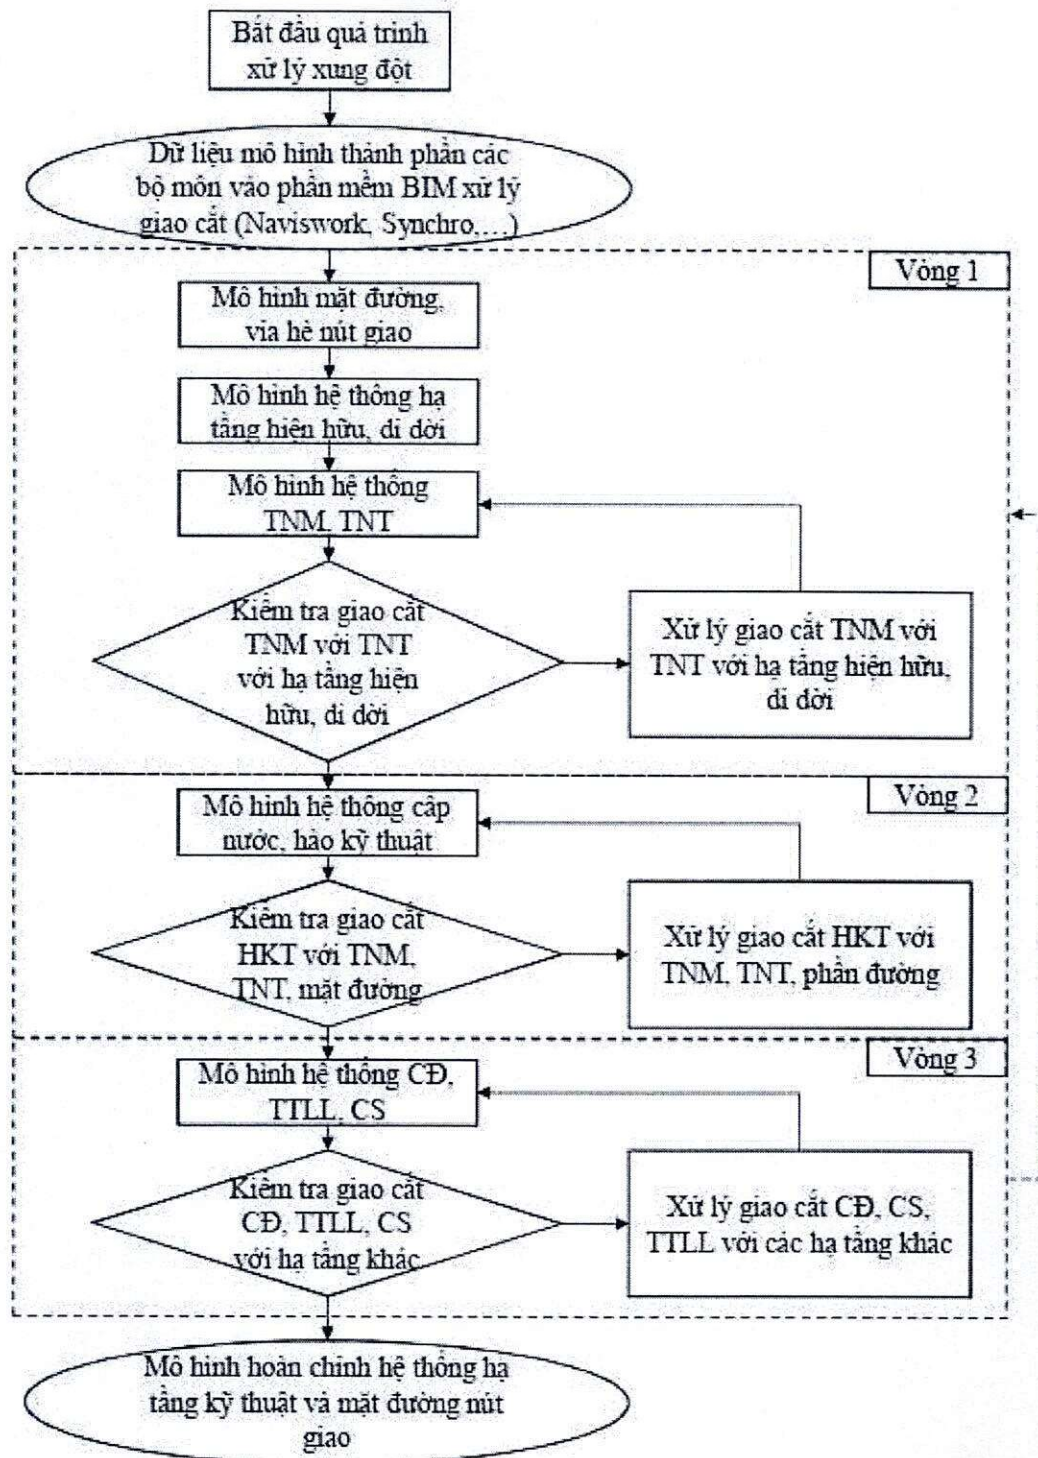 Bắt đầu quá trình
xử lý xung đột
Dữ liệu mô hình thành phần các
bộ môn vào phần mềm BIM xử lý
giao cắt (Naviswork, Synchro,…)
Vòng 1
Mô hình mặt đường,
vỉa hè nút giao
Mô hình hệ thống hạ
tầng hiện hữu, di dời
Mô hình hệ thống
TNM, TNT
Kiểm tra giao cắt
TNM với TNT
với hạ tầng hiện
hữu, di dời
Xử lý giao cắt TNM với
TNT với hạ tầng hiện hữu,
di dời
Vòng 2
Mô hình hệ thống cấp
nước, hào kỹ thuật
Kiểm tra giao cắt
HKT với TNM,
TNT, mặt đường
Xử lý giao cắt HKT với
TNM, TNT, phần đường
Vòng 3
Mô hình hệ thống CĐ,
TTLL, CS
Kiểm tra giao cắt
CĐ, TTLL, CS
với hạ tầng khác
Xử lý giao cắt CĐ, CS,
TTLL với các hạ tầng khác
Mô hình hoàn chỉnh hệ thống hạ
tầng kỹ thuật và mặt đường nút
giao